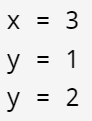 x = 3
y = 1
y = 2